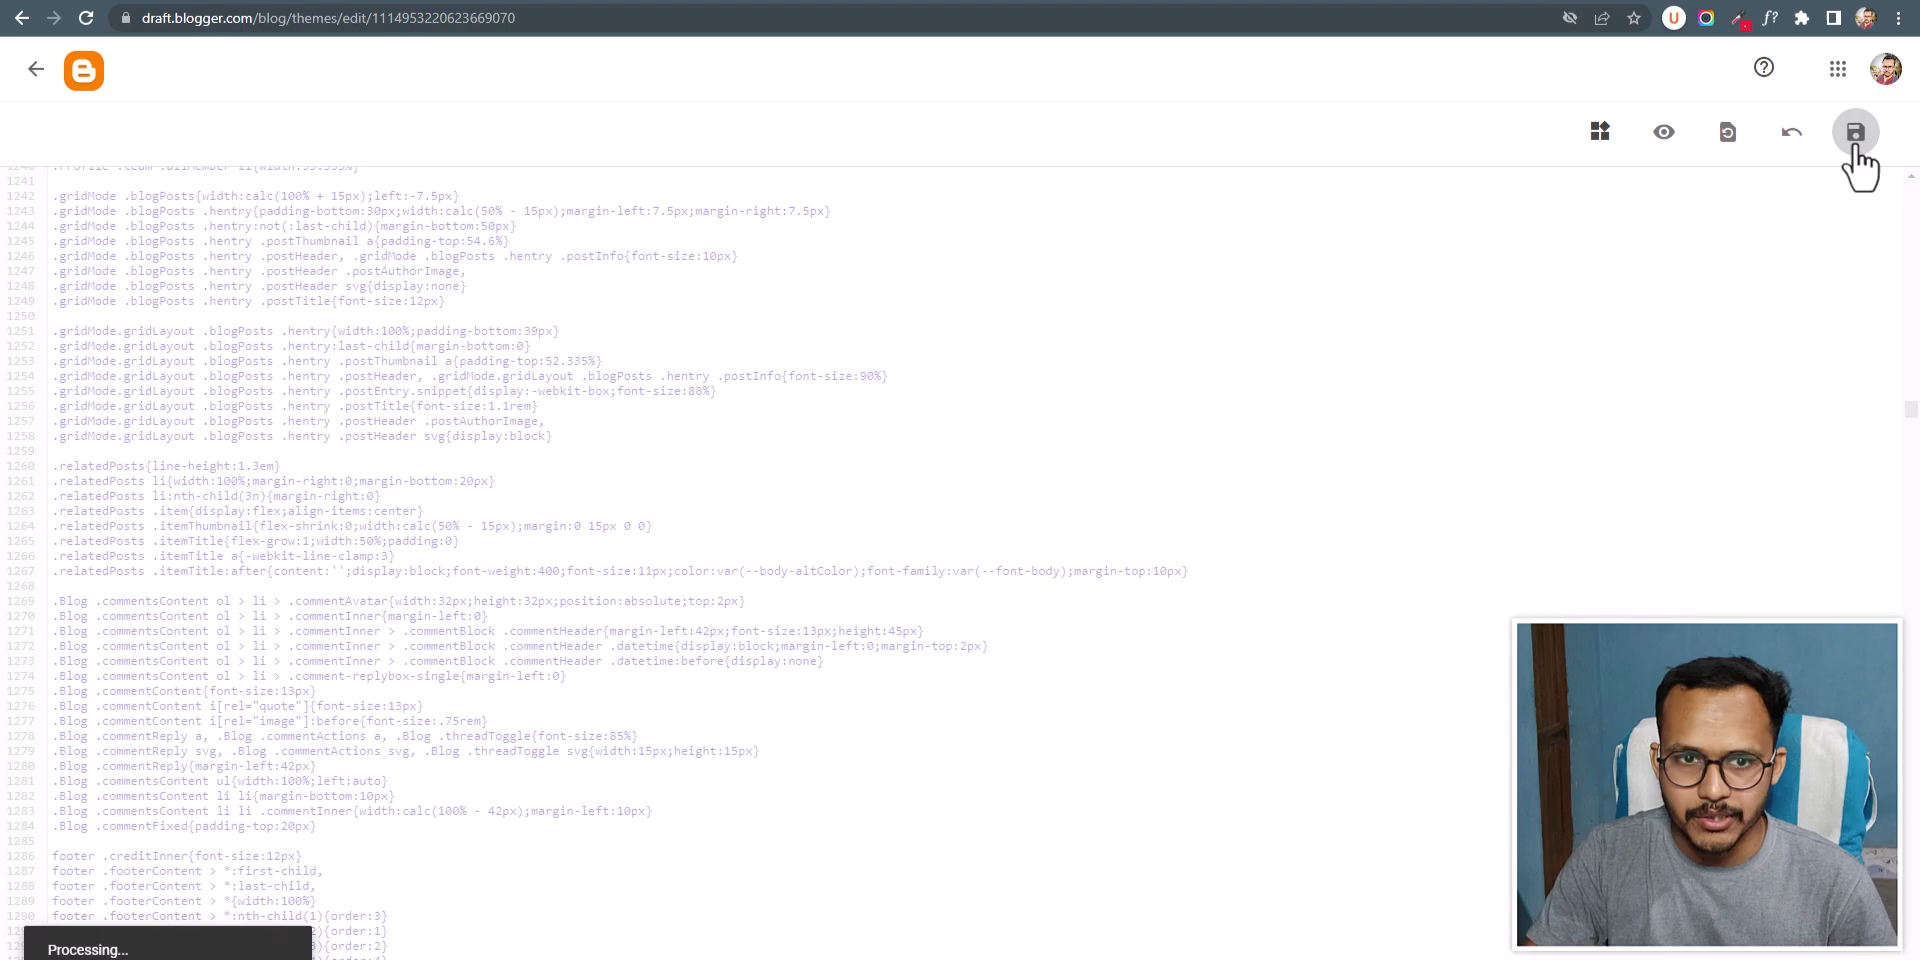 draft.blogger.com/blog/themes/edit/1114953220623669070
U
f?
1241
1242 .gridMode .blogPosts{width:calc(100% + 15px);left:-7.5px}
1243 .gridMode .blogPosts .hentry{padding-bottom:30px;width:calc(50% - 15px);margin-left:7.5px;margin-right:7.5px}
1244 .gridMode .blogPosts .hentry:not(:last-child){margin-bottom:50px}
1245 .gridMode .blogPosts .hentry .postThumbnail a{padding-top:54.6%}
1246 .gridMode .blogPosts .hentry .postHeader, .gridMode .blogPosts .hentry .postInfo{font-size:10px}
1247 .gridMode .blogPosts .hentry .postHeader .postAuthorImage,
1248 .gridMode .blogPosts .hentry .postHeader svg{display:none}
1249 .gridMode .blogPosts .hentry .postTitle{font-size:12px}
1250
1251 .gridMode.gridLayout .blogPosts .hentry{width:100%;padding-bottom:39px}
1252 .gridMode.gridLayout .blogPosts .hentry:last-child{margin-bottom:0}
1253 .gridMode.gridLayout .blogPosts .hentry .postThumbnail a{padding-top:52.335%}
1254 .gridMode.gridLayout .blogPosts .hentry .postHeader, .gridMode.gridLayout .blogPosts .hentry .postInfo{font-size:90%}
1255 .gridMode.gridLayout .blogPosts .hentry .postEntry.snippet{display:-webkit-box;font-size:88%}
1256 .gridMode.gridLayout .blogPosts .hentry .postTitle{font-size:1.1rem}
1257 .gridMode.gridLayout .blogPosts .hentry .postHeader .postAuthorImage,
1258 .gridMode.gridLayout .blogPosts .hentry .postHeader svg{display:block}
1259
1260 .relatedPosts{line-height:1.3em}
1261 .relatedPosts li{width:100%;margin-right:0;margin-bottom:20px}
1262 .relatedPosts li:nth-child(3n){margin-right:0}
1263 .relatedPosts .item{display:flex;align-items:center}
1264 .relatedPosts .itemThumbnail{flex-shrink:0;width:calc(50% - 15px);margin:0 15px 0 0}
1265 .relatedPosts .itemTitle{flex-grow:1;width:50%;padding:0}
1266 .relatedPosts .itemTitle a{-webkit-line-clamp:3}
1267 .relatedPosts .itemTitle:after{content:'';display:block;font-weight:400;font-size:11px;color:var(--body-altColor);font-family:var(--font-body);margin-top:10px}
1268
1269 .Blog .commentsContent ol > li > .commentAvatar{width:32px;height:32px;position:absolute;top:2px}
1270 .Blog .commentsContent ol > li > .commentInner{margin-left:0}
1271 .Blog .commentsContent ol > li > .commentInner > .commentBlock .commentHeader{margin-left:42px;font-size:13px;height:45px}
1272 .Blog .commentsContent ol > li > .commentInner > .commentBlock .commentHeader .datetime{display:block;margin-left:0;margin-top:2px}
1273 .Blog .commentsContent ol > li > .commentInner > .commentBlock .commentHeader .datetime:before{display:none}
1274 .Blog .commentsContent ol > li > .comment-replybox-single{margin-left:0}
1275 .Blog .commentContent{font-size:13px}
1276 .Blog .commentContent i[rel="quote"]{font-size:13px}
1277 .Blog .commentContent i[rel="image"]:before{font-size:.75rem}
1278 .Blog .commentReply a, .Blog .commentActions a, .Blog .threadToggle{font-size:85%}
1279 .Blog .commentReply svg, .Blog .commentActions svg, .Blog .threadToggle svg{width:15px;height:15px}
1280 .Blog .commentReply{margin-left:42px}
1281 .Blog .commentsContent ul{width:100%;left:auto}
1282 .Blog .commentsContent li li{margin-bottom:10px}
1283 .Blog .commentsContent li li .commentInner{width:calc(100% - 42px);margin-left:10px}
1284 .Blog .commentFixed{padding-top:20px}
1285
1286 footer .creditInner{font-size:12px}
1287 footer .footerContent > *:first-child,
1288 footer .footerContent > *:last-child,
1289 footer .footerContent > *{width:100%}
1290 footer .footerContent > *:nth-child(1){order:3}
2){order:1}
){order:2}
Processing...